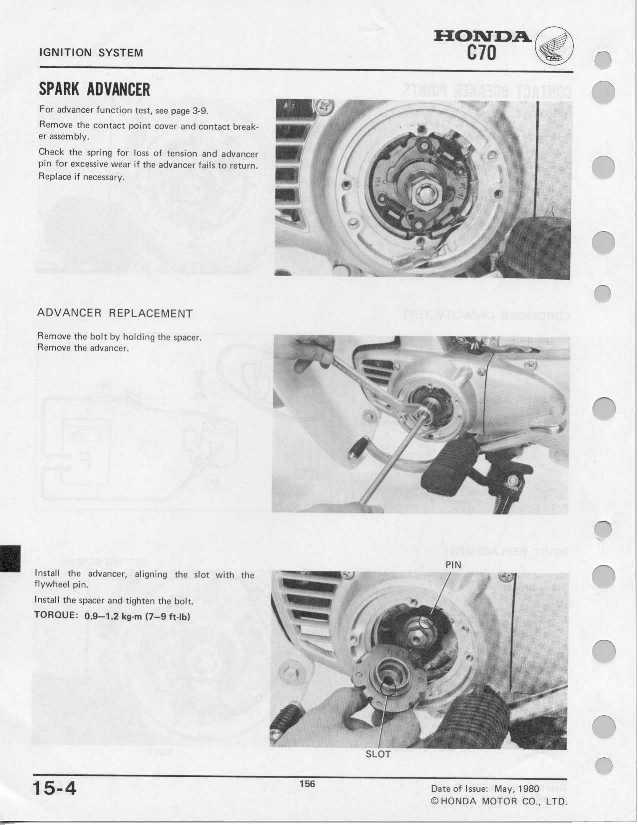 IGNITION SYSTEM
HONDA
C70
SPARK ADVANCER
For advancer function test, see page 3-9.
Remove the contact point cover and contact break-
er assembly.
Check the spring for loss of tension and advancer
pin for excessive wear if the advancer fails to return.
Replace if necessary.
ADVANCER REPLACEMENT
Remove the bolt by holding the spacer.
Remove the advancer.
Install the advancer, aligning the slot with the
flywheel pin.
Install the spacer and tighten the bolt.
TORQUE: 0.9—1.2 kg-m (7—9 ft-lb)
PIN
SLOT
15-4
156
Date of Issue: May, 1980
© HONDA MOTOR CO., LTD.